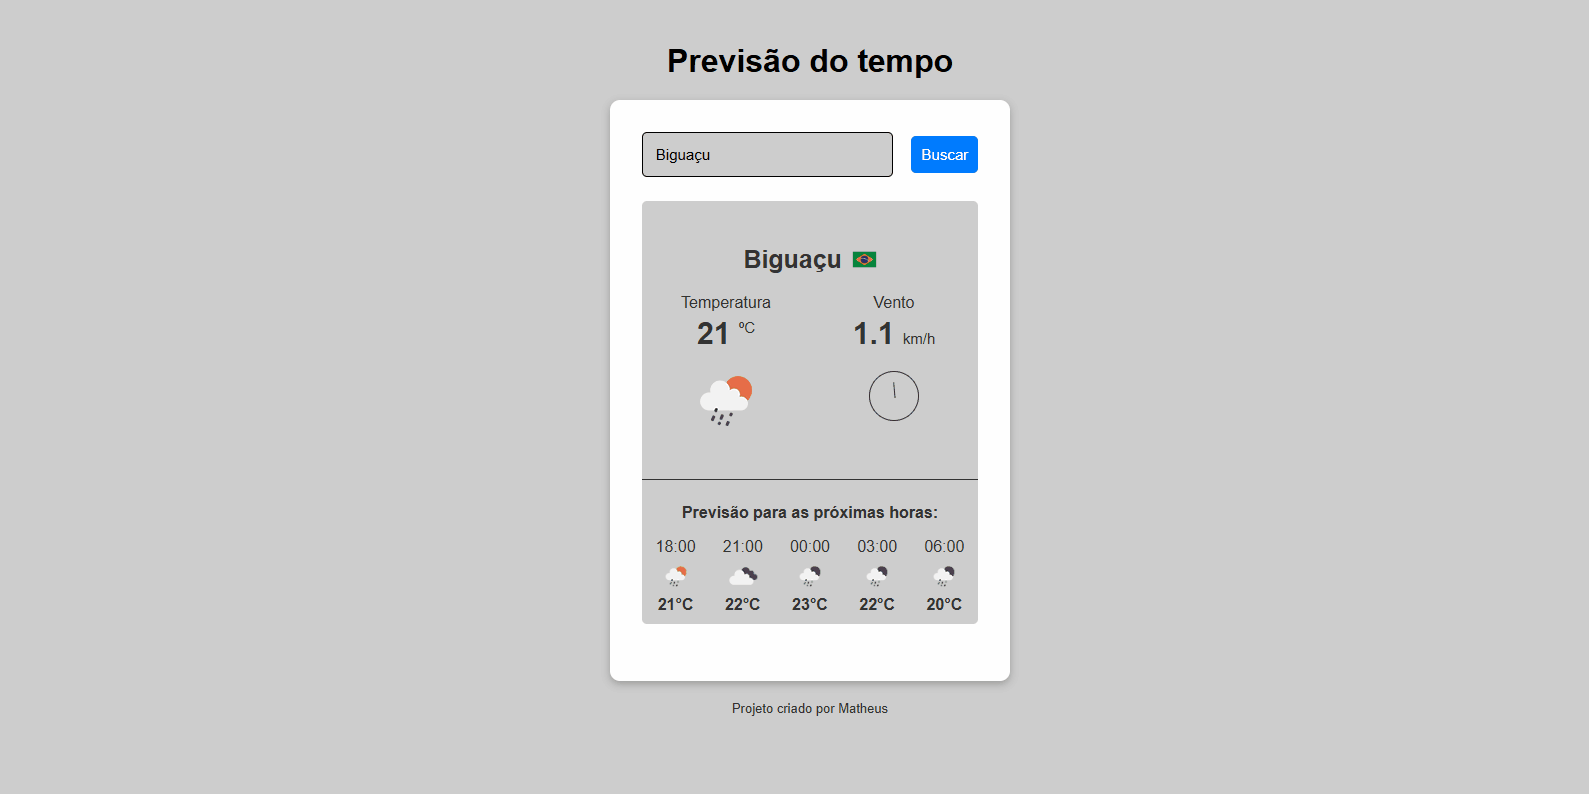 Previsão do tempo
Biguaçu
Buscar
Biguaçu
Temperatura Vento
21 ºC 1.1 km/h
Previsão para as próximas horas:
18:00 21:00 00:00 03:00 06:00
21°C 22°C 23°C 22°C 20°C
Projeto criado por Matheus